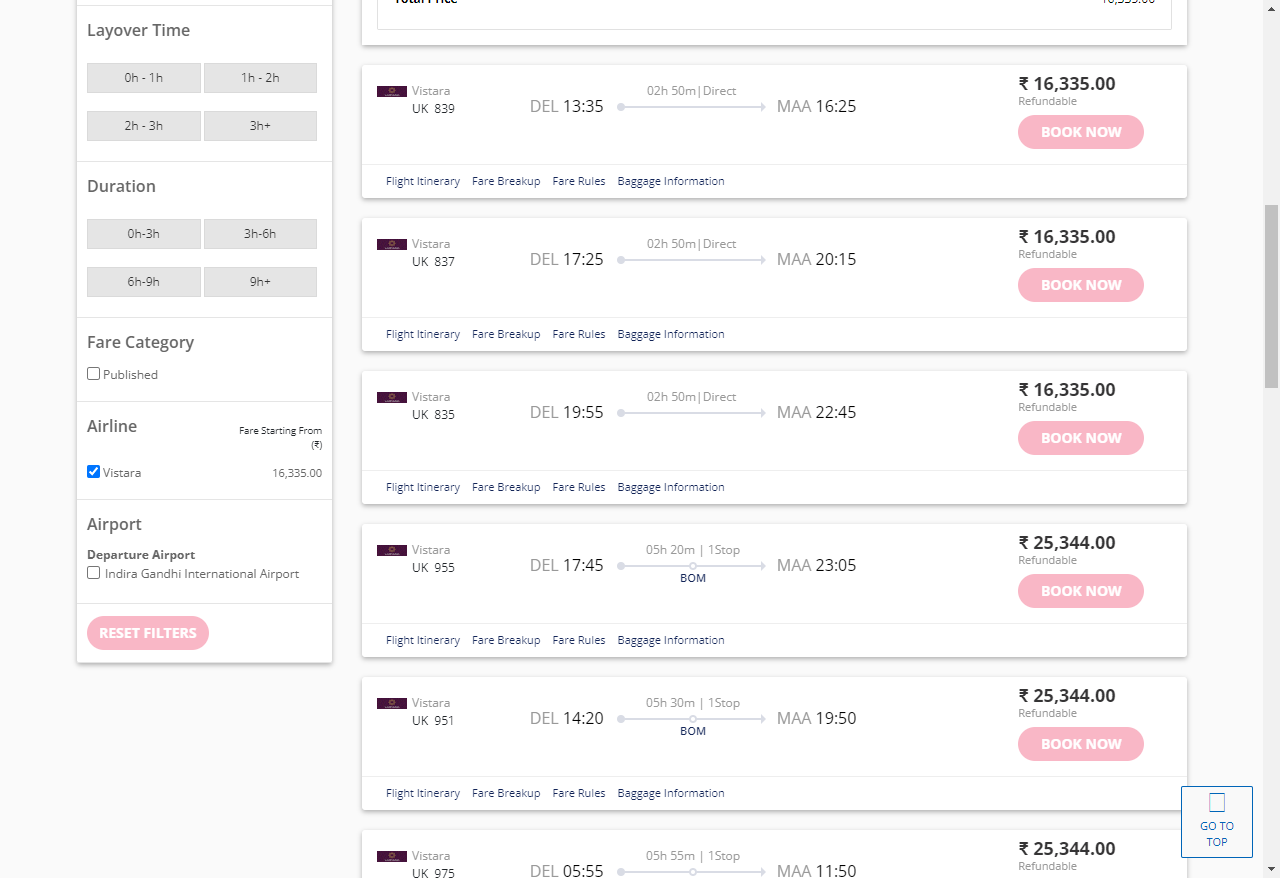 Layover Time
0h - 1h
1h - 2h
2h - 3h
3h+
Duration
0h-3h
3h-6h
6h-9h
9h+
Fare Category
Published
Airline
Fare Starting From
(₹)
Vistara
16,335.00
Airport
Departure Airport
Indira Gandhi International Airport
RESET FILTERS
Total Price
16,335.00
Vistara
UK 839
DEL 13:35
02h 50m|Direct
MAA 16:25
₹ 16,335.00
Refundable
BOOK NOW
Flight Itinerary Fare Breakup Fare Rules Baggage Information
Vistara
UK 837
DEL 17:25
02h 50m|Direct
MAA 20:15
₹ 16,335.00
Refundable
BOOK NOW
Flight Itinerary Fare Breakup Fare Rules Baggage Information
Vistara
UK 835
DEL 19:55
02h 50m|Direct
MAA 22:45
₹ 16,335.00
Refundable
BOOK NOW
Flight Itinerary Fare Breakup Fare Rules Baggage Information
Vistara
UK 955
DEL 17:45
05h 20m | 1Stop
BOM
MAA 23:05
₹ 25,344.00
Refundable
BOOK NOW
Flight Itinerary Fare Breakup Fare Rules Baggage Information
Vistara
UK 951
DEL 14:20
05h 30m | 1Stop
BOM
MAA 19:50
₹ 25,344.00
Refundable
BOOK NOW
Flight Itinerary Fare Breakup Fare Rules Baggage Information
Vistara
UK 975
DEL 05:55
05h 55m | 1Stop
MAA 11:50
₹ 25,344.00
Refundable
GO TO
TOP